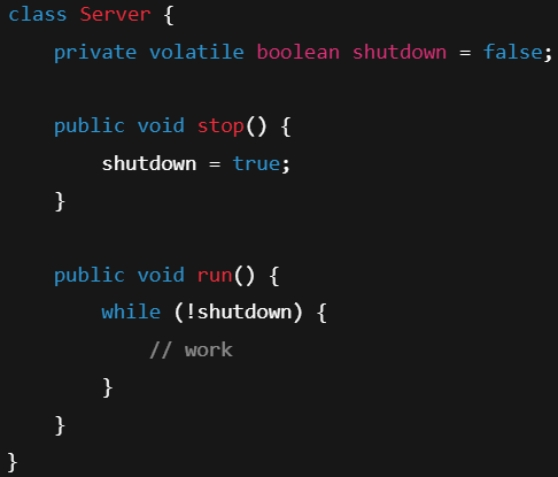 class Server {
    private volatile boolean shutdown = false;
    public void stop() {
        shutdown = true;
    }
    public void run() {
        while (!shutdown) {
            // work
        }
    }
}